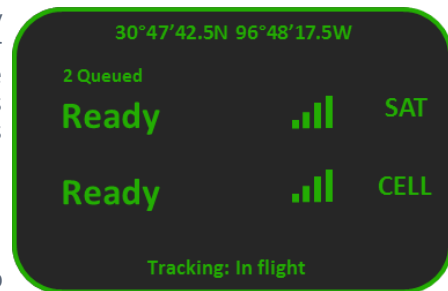 30°47’42.5N 96°48’17.5W
2 Queued
Ready SAT
Ready CELL
Tracking: In flight